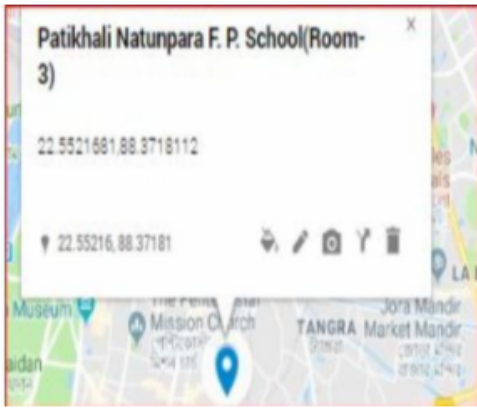 Patikhali Natunpara F. P. School(Room-
3)
22.5521681,88.3718112
22.55216, 88.37181
LA
Museum
Mission Church
Jora Mandir
TANGRA Market Mandir
aidan